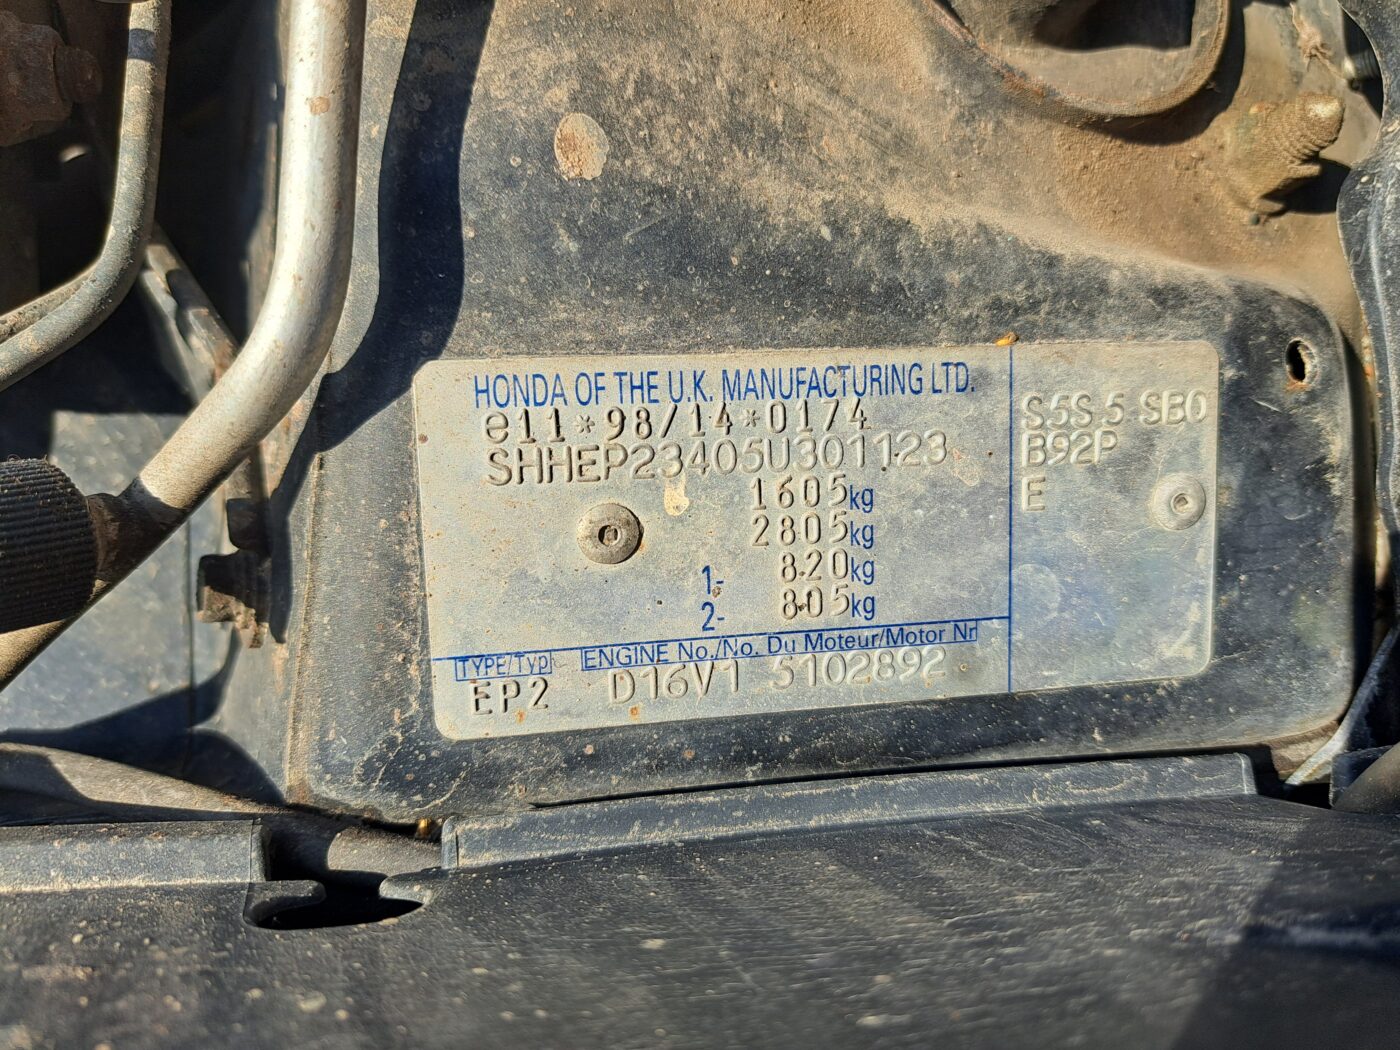 HONDA OF THE U.K. MANUFACTURING LTD.
e11*98/14*0174
SHHEP23405U301123
1605kg
2805kg
1- 820kg
2- 805kg
TYPE/Typ ENGINE No./No. Du Moteur/Motor Nr
EP2 D16V1 5102892
S5S.5 SB0
B92P
E